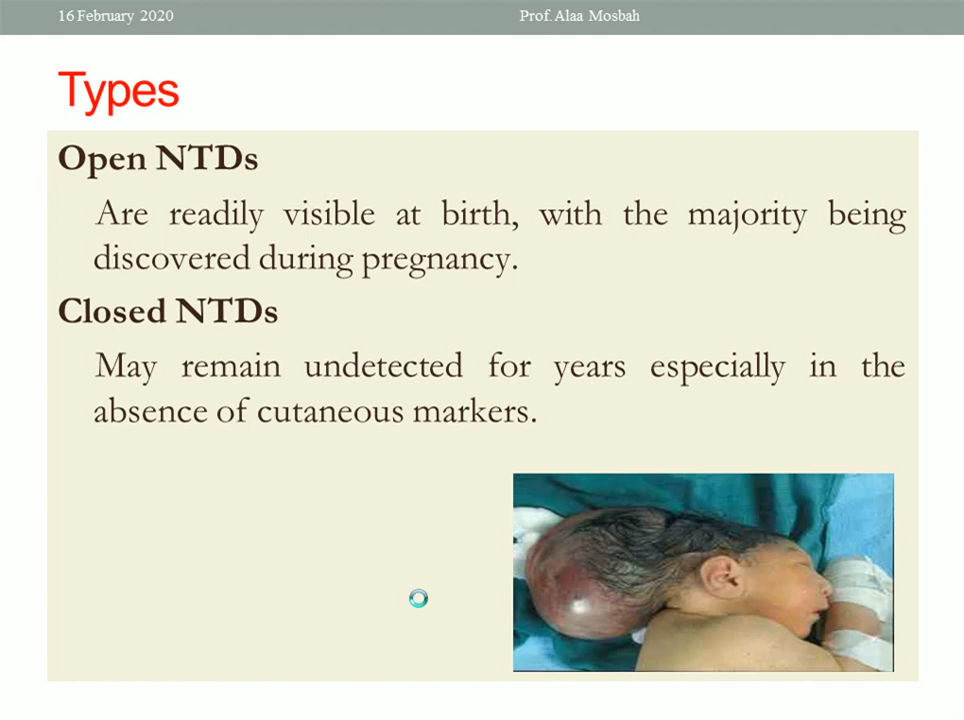 16 February 2020
Prof. Alaa Mosbah
Types
Open NTDs
Are readily visible at birth, with the majority being
discovered during pregnancy.
Closed NTDs
May remain undetected for years especially in the
absence of cutaneous markers.